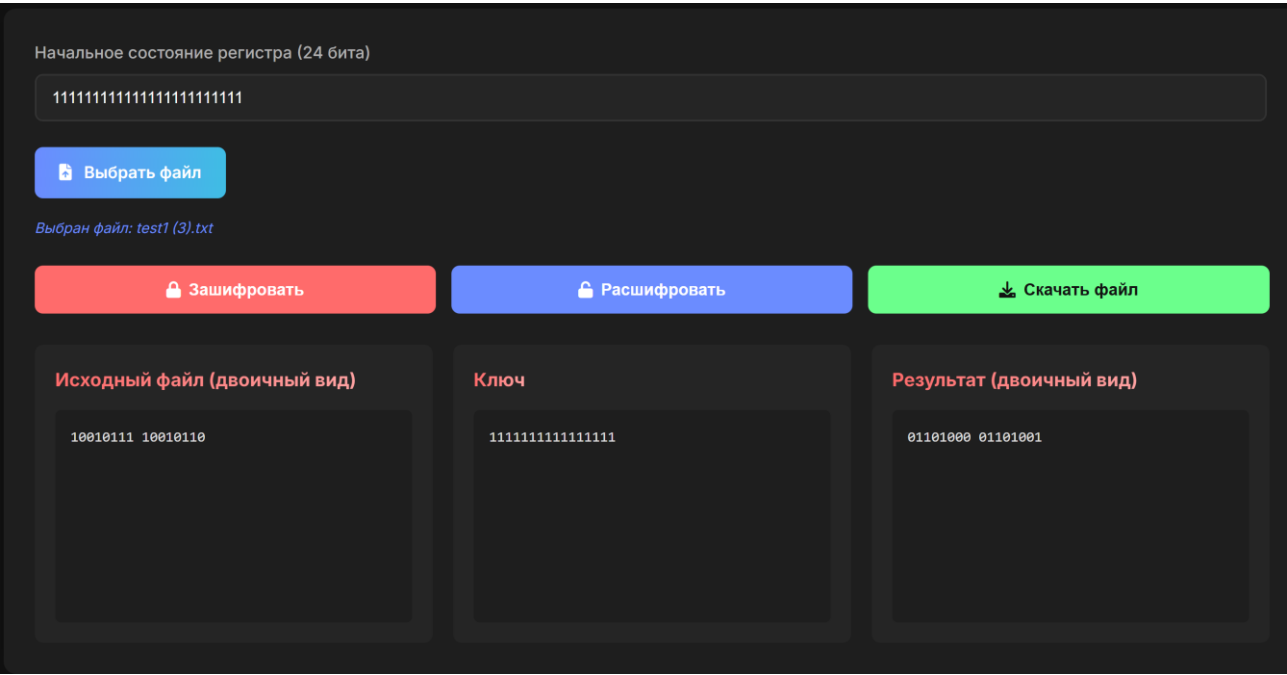 Начальное состояние регистра (24 бита)
111111111111111111111111
Выбрать файл
Выбран файл: test1 (3).txt
Зашифровать
Расшифровать
Скачать файл
Исходный файл (двоичный вид)
Ключ
Результат (двоичный вид)
10010111 10010110
1111111111111111
01101000 01101001